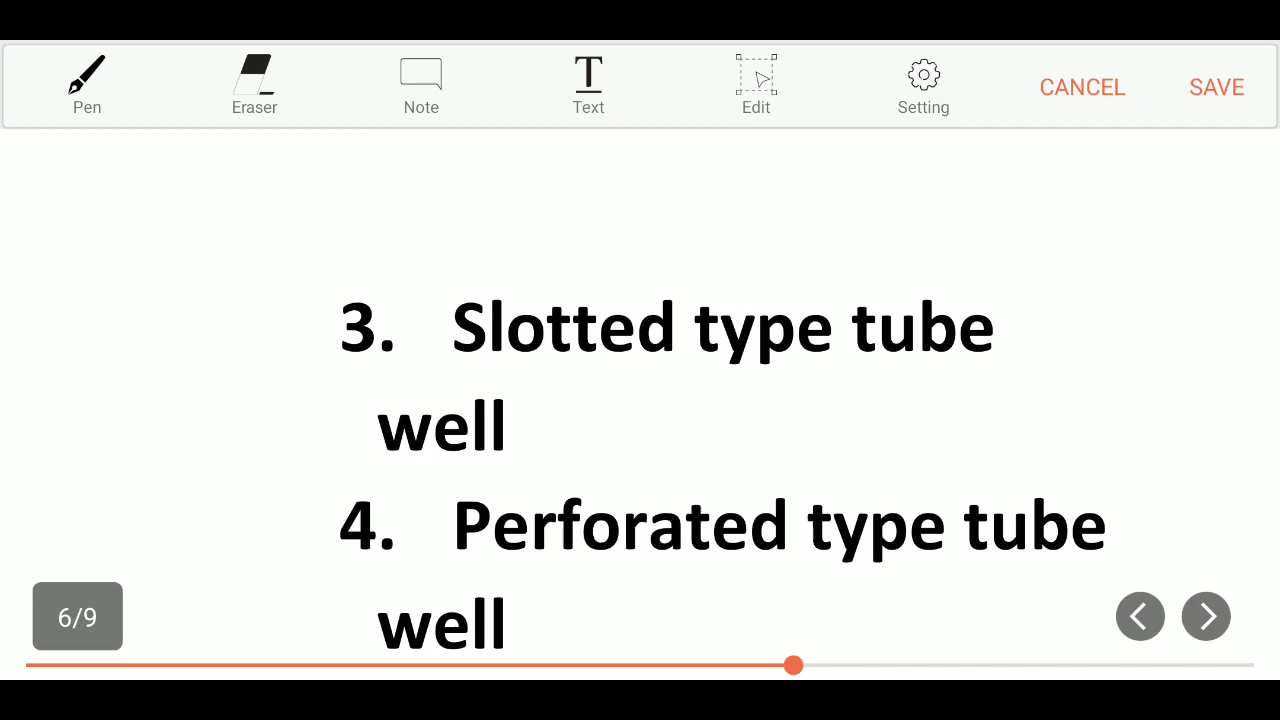 Pen Eraser Note Text Edit Setting CANCEL SAVE
3. Slotted type tube
well
4. Perforated type tube
well
6/9